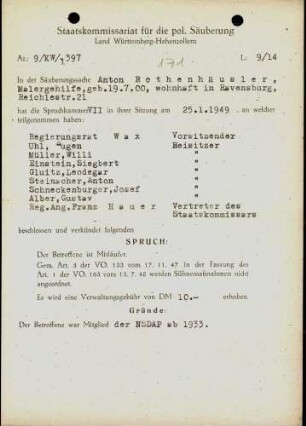 Staatskommissariat für die pol. Säuberung
Land Württemberg-Hohenzollern
Az: 9/KW/1397
171
L. 9/14
In der Säuberungssache Anton Rothenhäusler,
Malergehilfe, geb.19.7.00, wohnhaft in Ravensburg,
Reichlestr.21
hat die Spruchkammer VII in ihrer Sitzung am 25.1.1949 an welcher
teilgenommen haben:
Regierungsrat Wax Vorsitzender
Uhl, Eugen Beisitzer
Müller, Willi
Einstein, Siegbert
Gluitz, Leodegar
Steinacher, Anton
Schneckenburger, Josef
Alber, Gustav
Reg.Ang. Franz Hauer Vertreter des
Staatskommissars
beschlossen und verkündet folgenden
SPRUCH:
Der Betroffene ist Mitläufer.
Gem. Art. 3 der VO. 133 vom 17. 11. 47 in der Fassung des
Art. 1 der VO. 165 vom 13. 7. 48 werden Sühnemaßnahmen nicht
angeordnet.
Es wird eine Verwaltungsgebühr von DM 10.— erhoben.
Gründe:
Der Betroffene war Mitglied der NSDAP ab 1933.